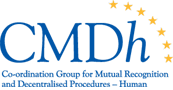 CMDh
Co-ordination Group for Mutual Recognition
and Decentralised Procedures – Human